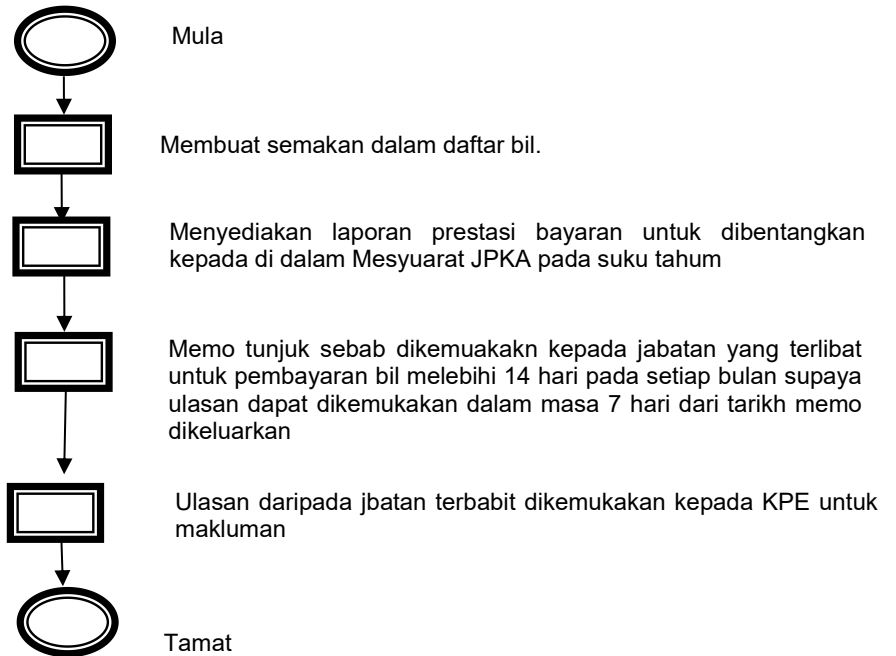 Mula
Membuat semakan dalam daftar bil.
Menyediakan laporan prestasi bayaran untuk dibentangkan
kepada di dalam Mesyuarat JPKA pada suku tahum
Memo tunjuk sebab dikemuakakn kepada jabatan yang terlibat
untuk pembayaran bil melebihi 14 hari pada setiap bulan supaya
ulasan dapat dikemukakan dalam masa 7 hari dari tarikh memo
dikeluarkan
Ulasan daripada jbatan terbabit dikemukakan kepada KPE untuk
makluman
Tamat